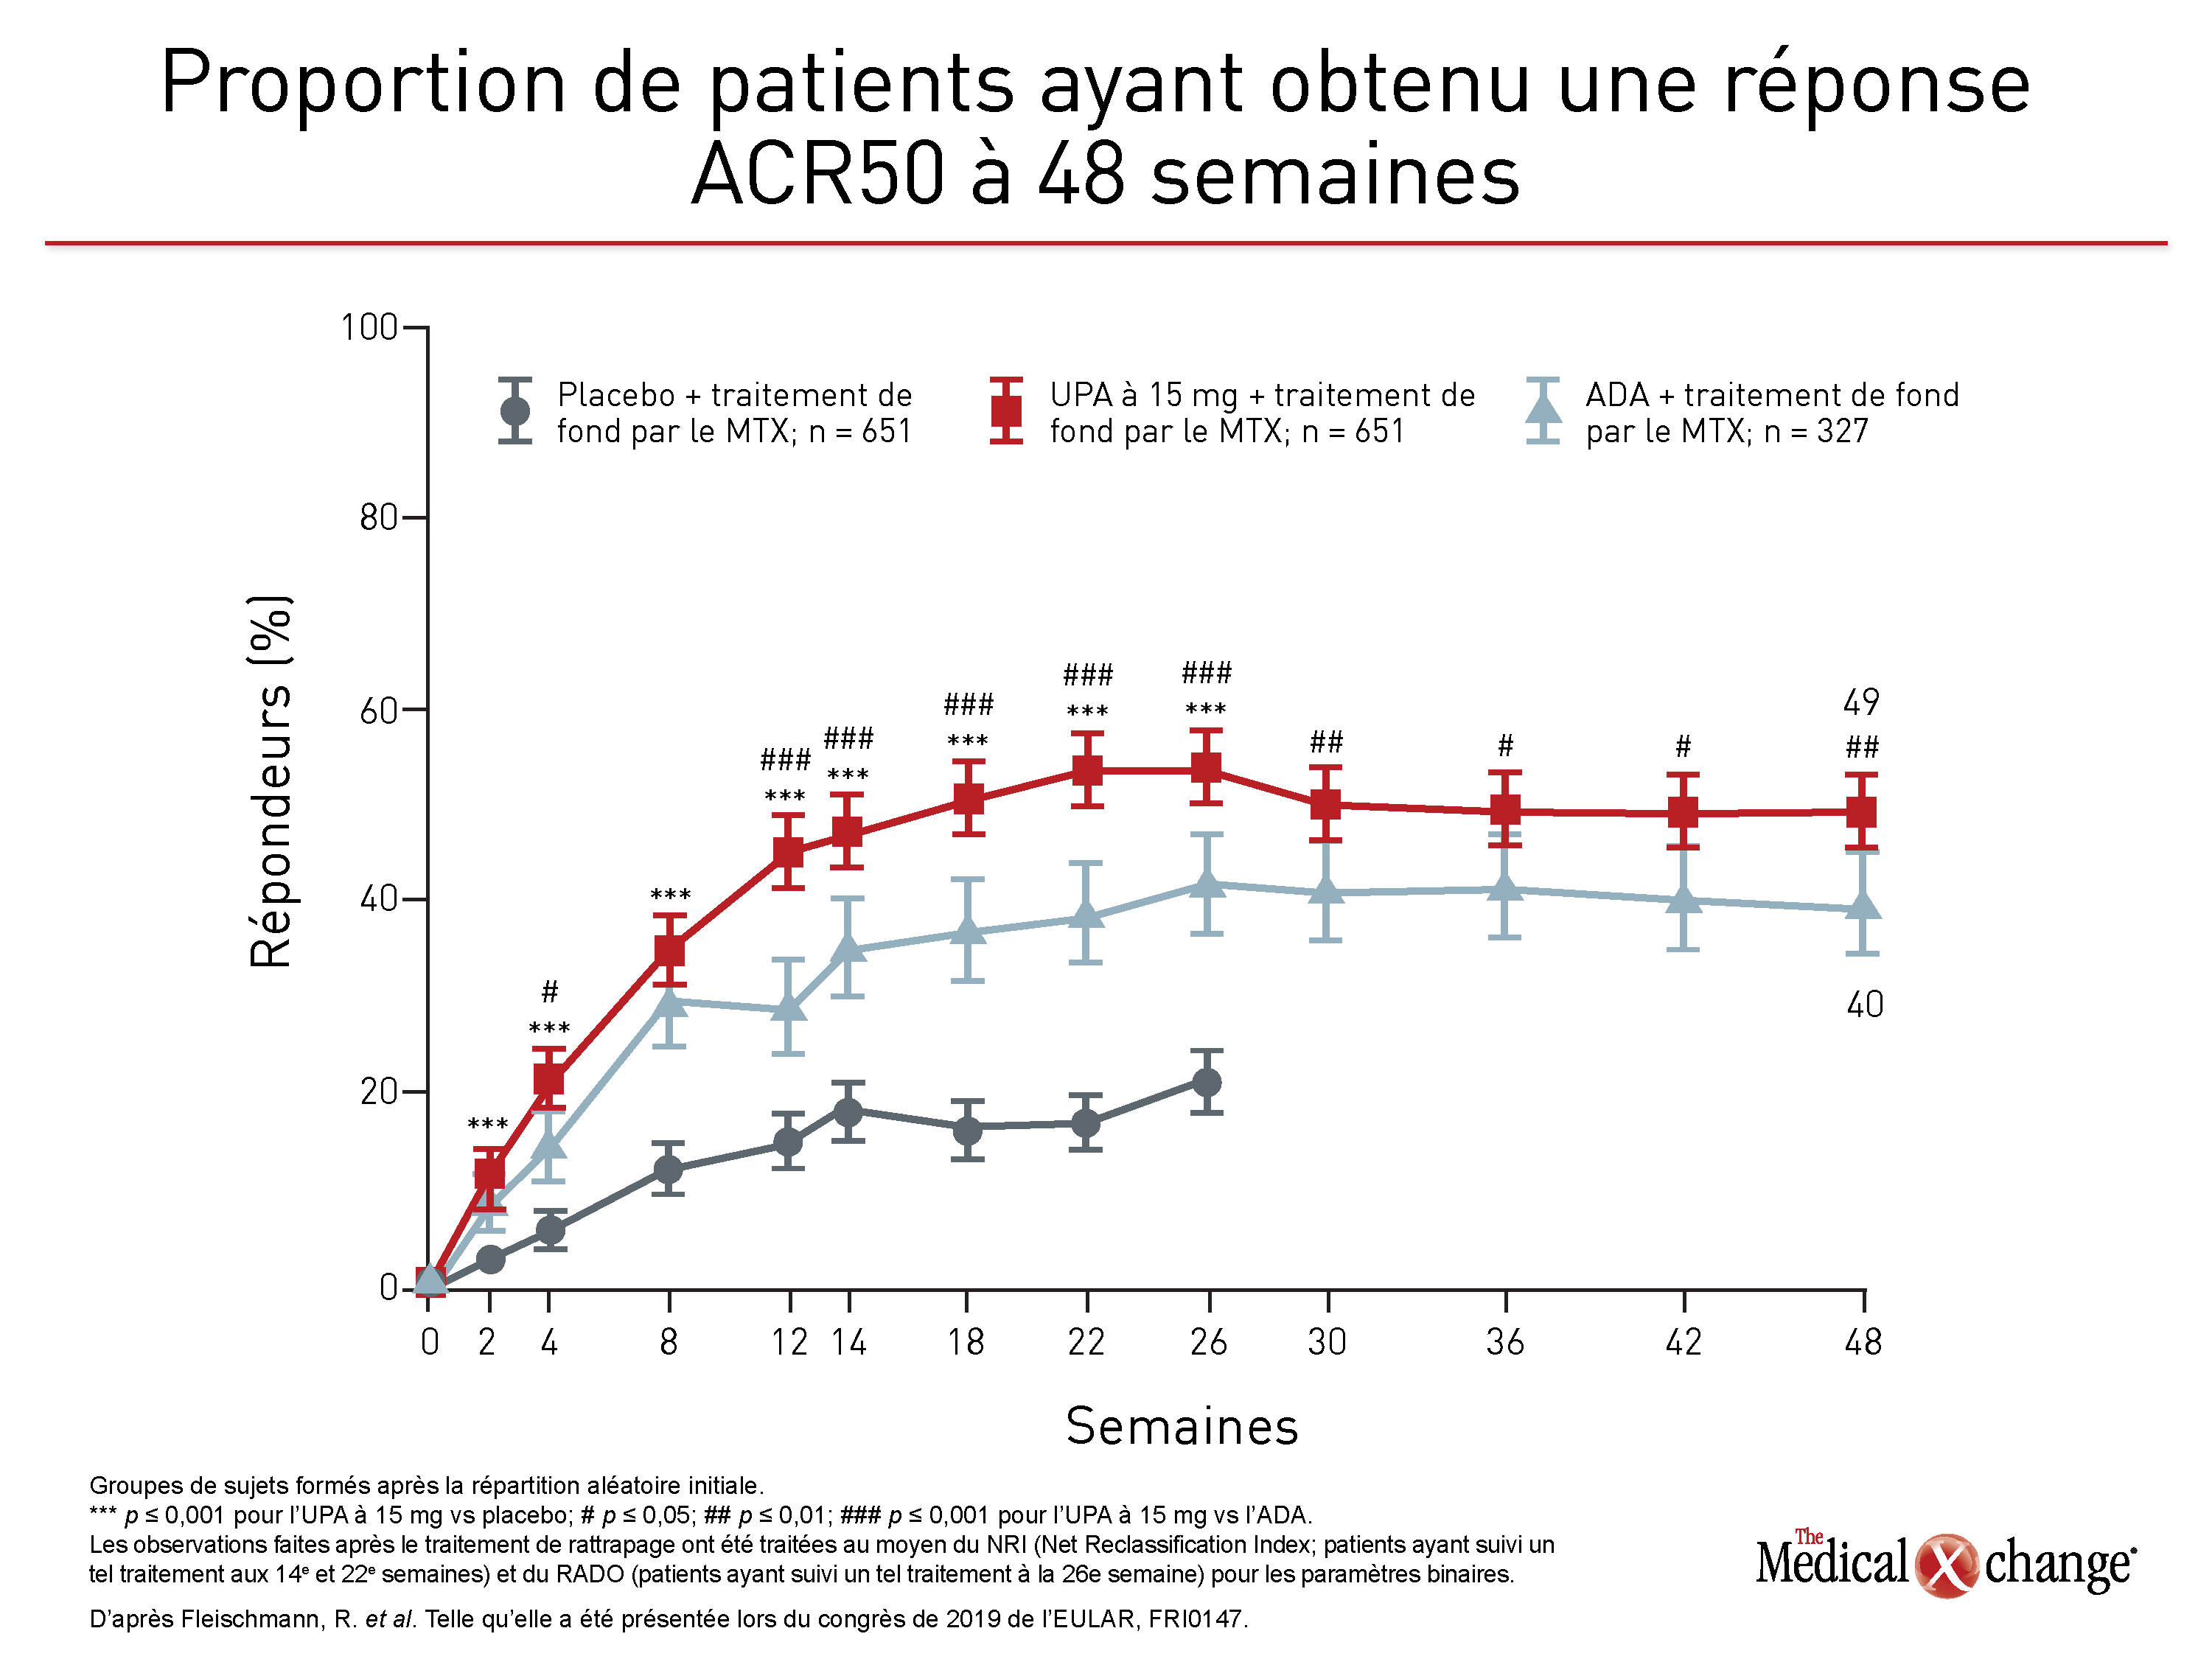 Proportion de patients ayant obtenu une réponse
ACR50 à 48 semaines
Placebo + traitement de
fond par le MTX; n = 651
UPA à 15 mg + traitement de
fond par le MTX; n = 651
ADA + traitement de fond
par le MTX; n = 327
Répondeurs (%)
100
80
60
40
20
0
***
#
***
***
###
***
###
***
###
***
###
***
###
***
##
#
#
49
##
40
0 2 4 8 12 14 18 22 26 30 36 42 48
Semaines
Groupes de sujets formés après la répartition aléatoire initiale.
*** p ≤ 0,001 pour l’UPA à 15 mg vs placebo; # p ≤ 0,05; ## p ≤ 0,01; ### p ≤ 0,001 pour l’UPA à 15 mg vs l’ADA.
Les observations faites après le traitement de rattrapage ont été traitées au moyen du NRI (Net Reclassification Index; patients ayant suivi un
tel traitement aux 14e et 22e semaines) et du RADO (patients ayant suivi un tel traitement à la 26e semaine) pour les paramètres binaires.
D’après Fleischmann, R. et al. Telle qu’elle a été présentée lors du congrès de 2019 de l’EULAR, FRI0147.
The
Medical X change